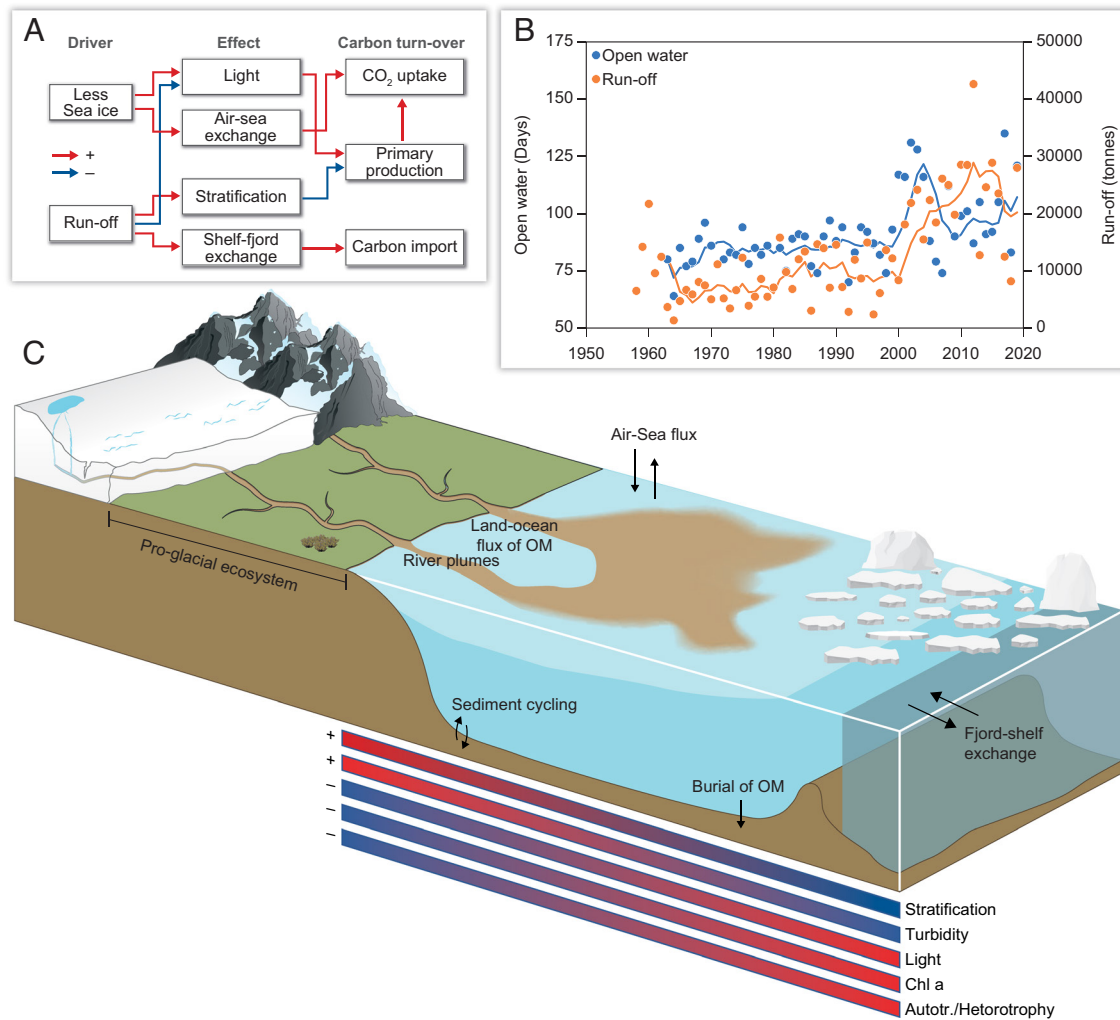 A
Driver
Effect
Carbon turn-over
Less
Sea ice
Light
CO2 uptake
Air-sea
exchange
Primary
production
+
–
Stratification
Run-off
Shelf-fjord
exchange
Carbon import
B
Open water
Run-off
Open water (Days)
175
150
125
100
75
50
Run-off (tonnes)
50000
40000
30000
20000
10000
0
1950
1960
1970
1980
1990
2000
2010
2020
C
Air-Sea flux
Land-ocean
flux of OM
River plumes
Pro-glacial ecosystem
Sediment cycling
Fjord-shelf
exchange
Burial of OM
+
+
–
–
–
Stratification
Turbidity
Light
Chl a
Autotr./Hetorotrophy